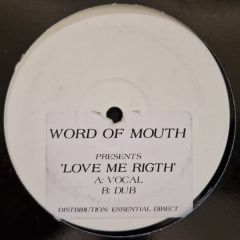 WORD OF MOUTH
PRESENTS
'LOVE ME RIGTH'
A: VOCAL
B: DUB
DISTRIBUTION: ESSENTIAL DIRECT